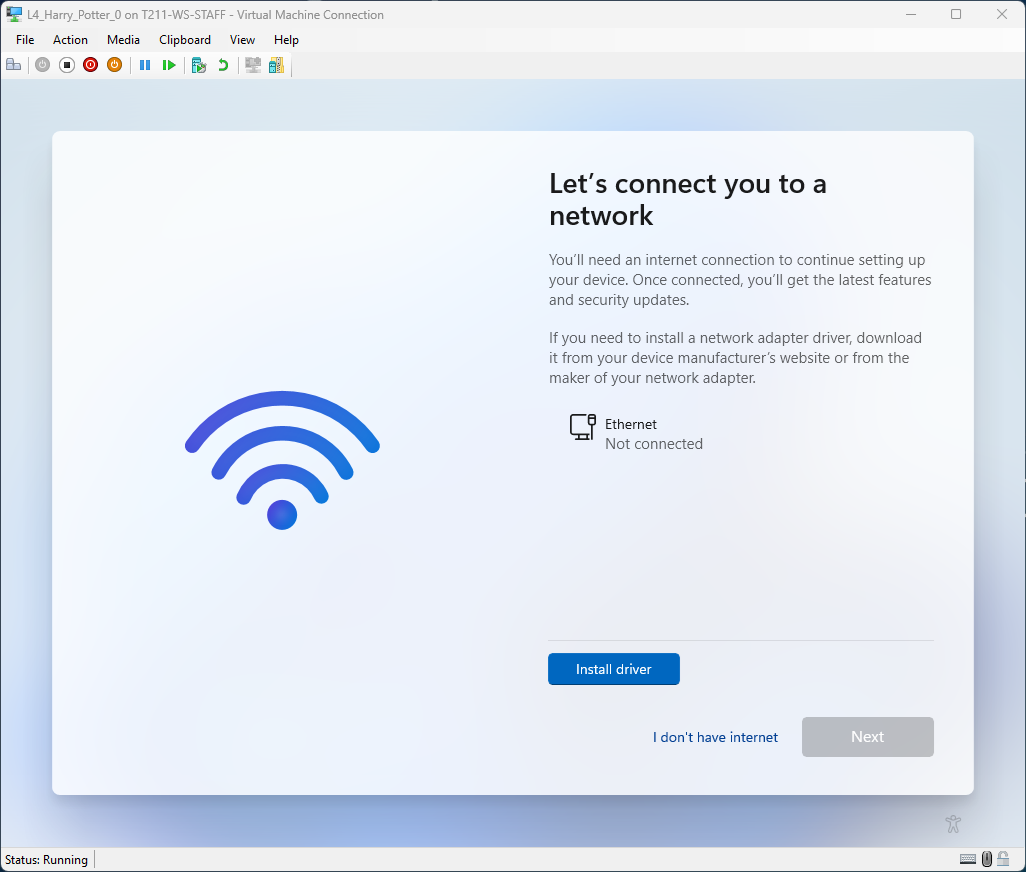 L4_Harry_Potter_0 on T211-WS-STAFF - Virtual Machine Connection
File Action Media Clipboard View Help
Let’s connect you to a
network
You’ll need an internet connection to continue setting up
your device. Once connected, you’ll get the latest features
and security updates.
If you need to install a network adapter driver, download
it from your device manufacturer’s website or from the
maker of your network adapter.
Ethernet
Not connected
Install driver
I don't have internet
Next
Status: Running